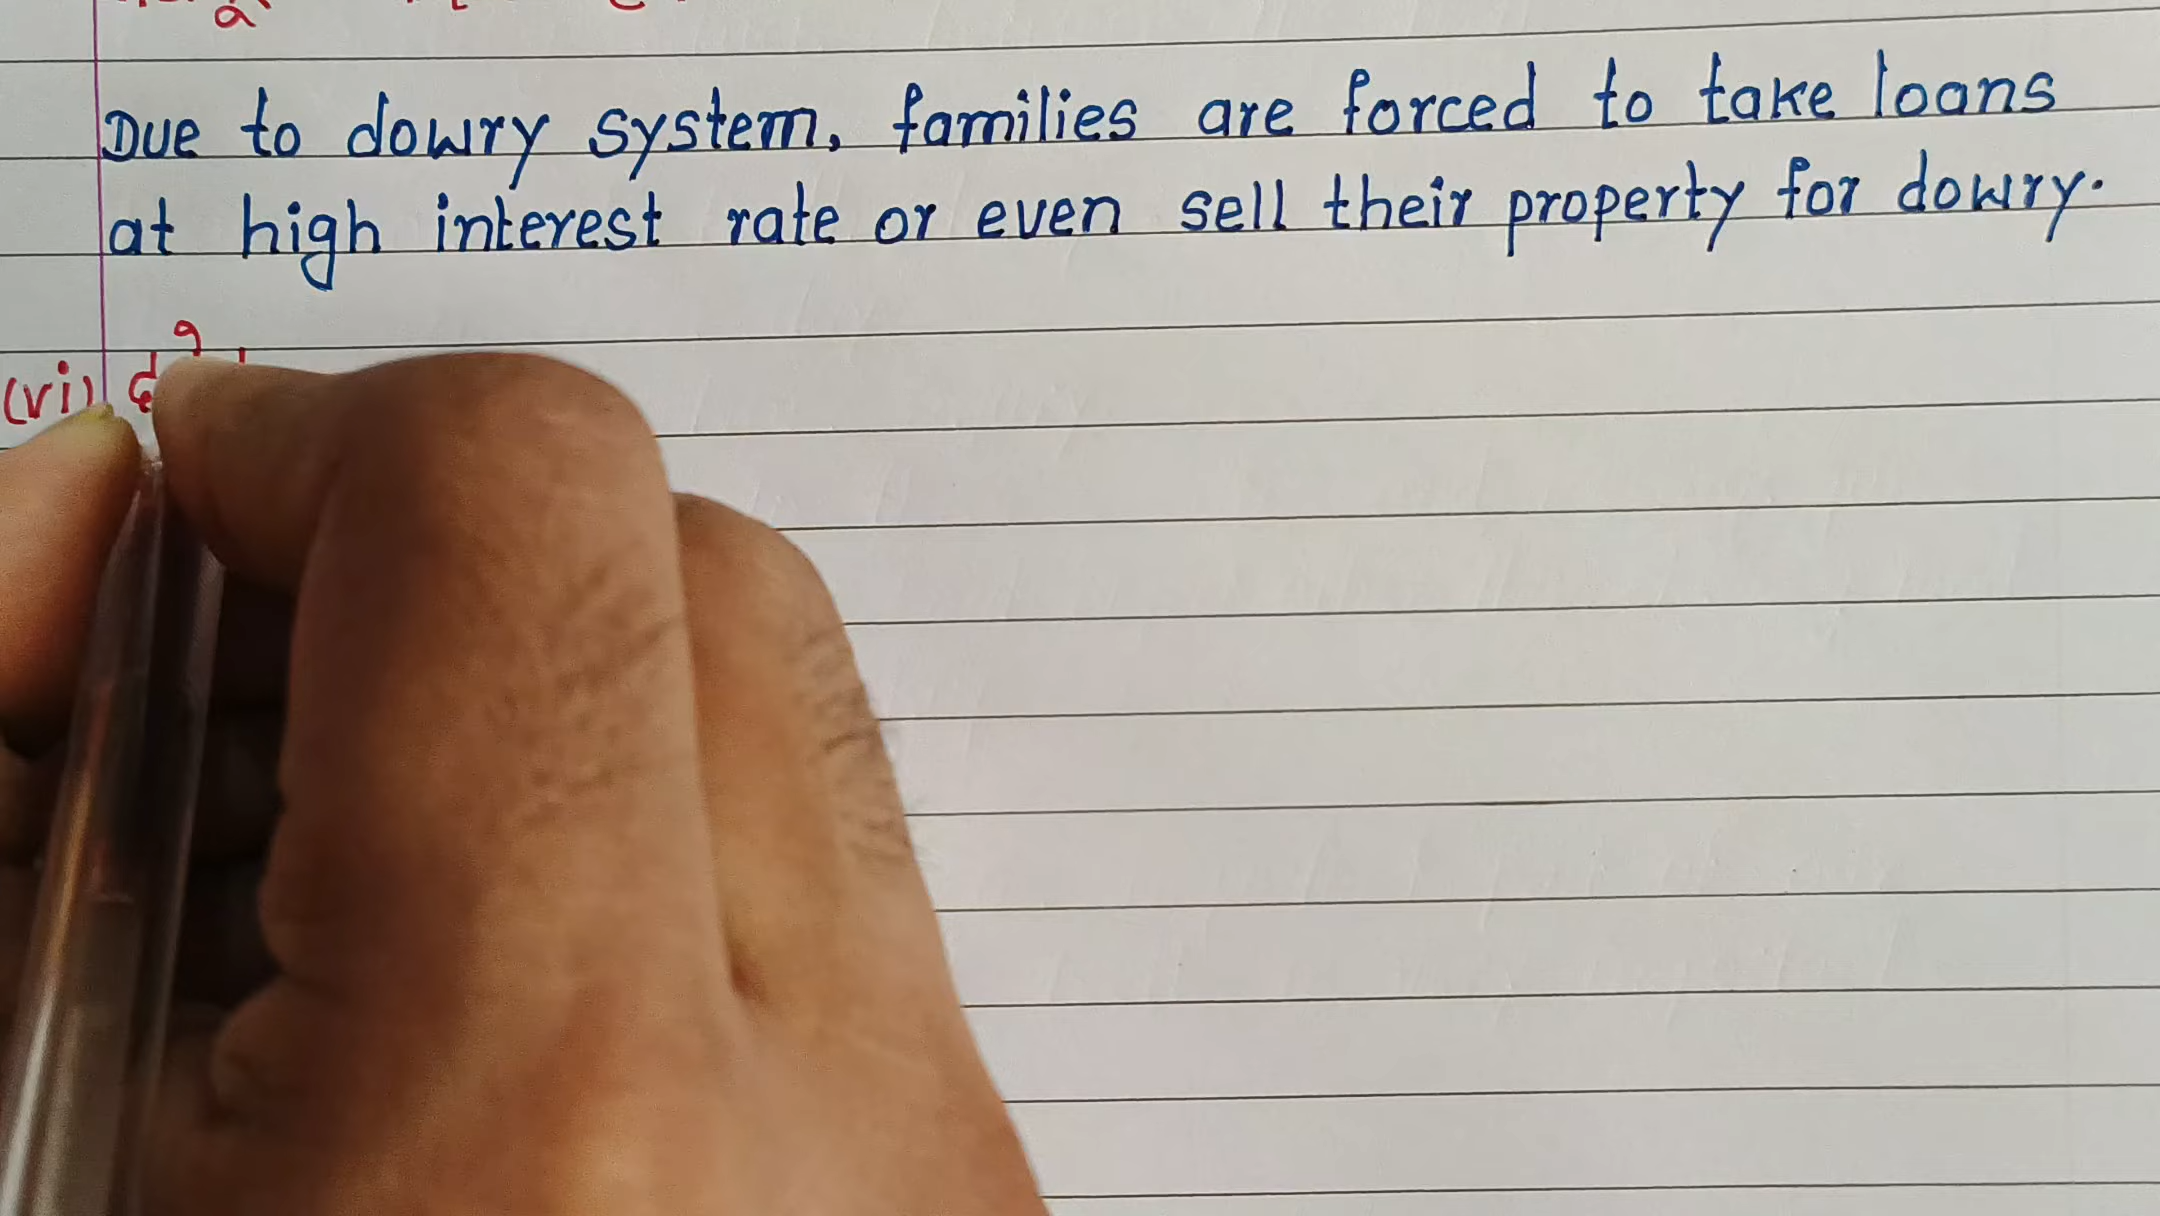 Due to dowry system, families are forced to take loans
at high interest rate or even sell their property for dowry.
(vi)